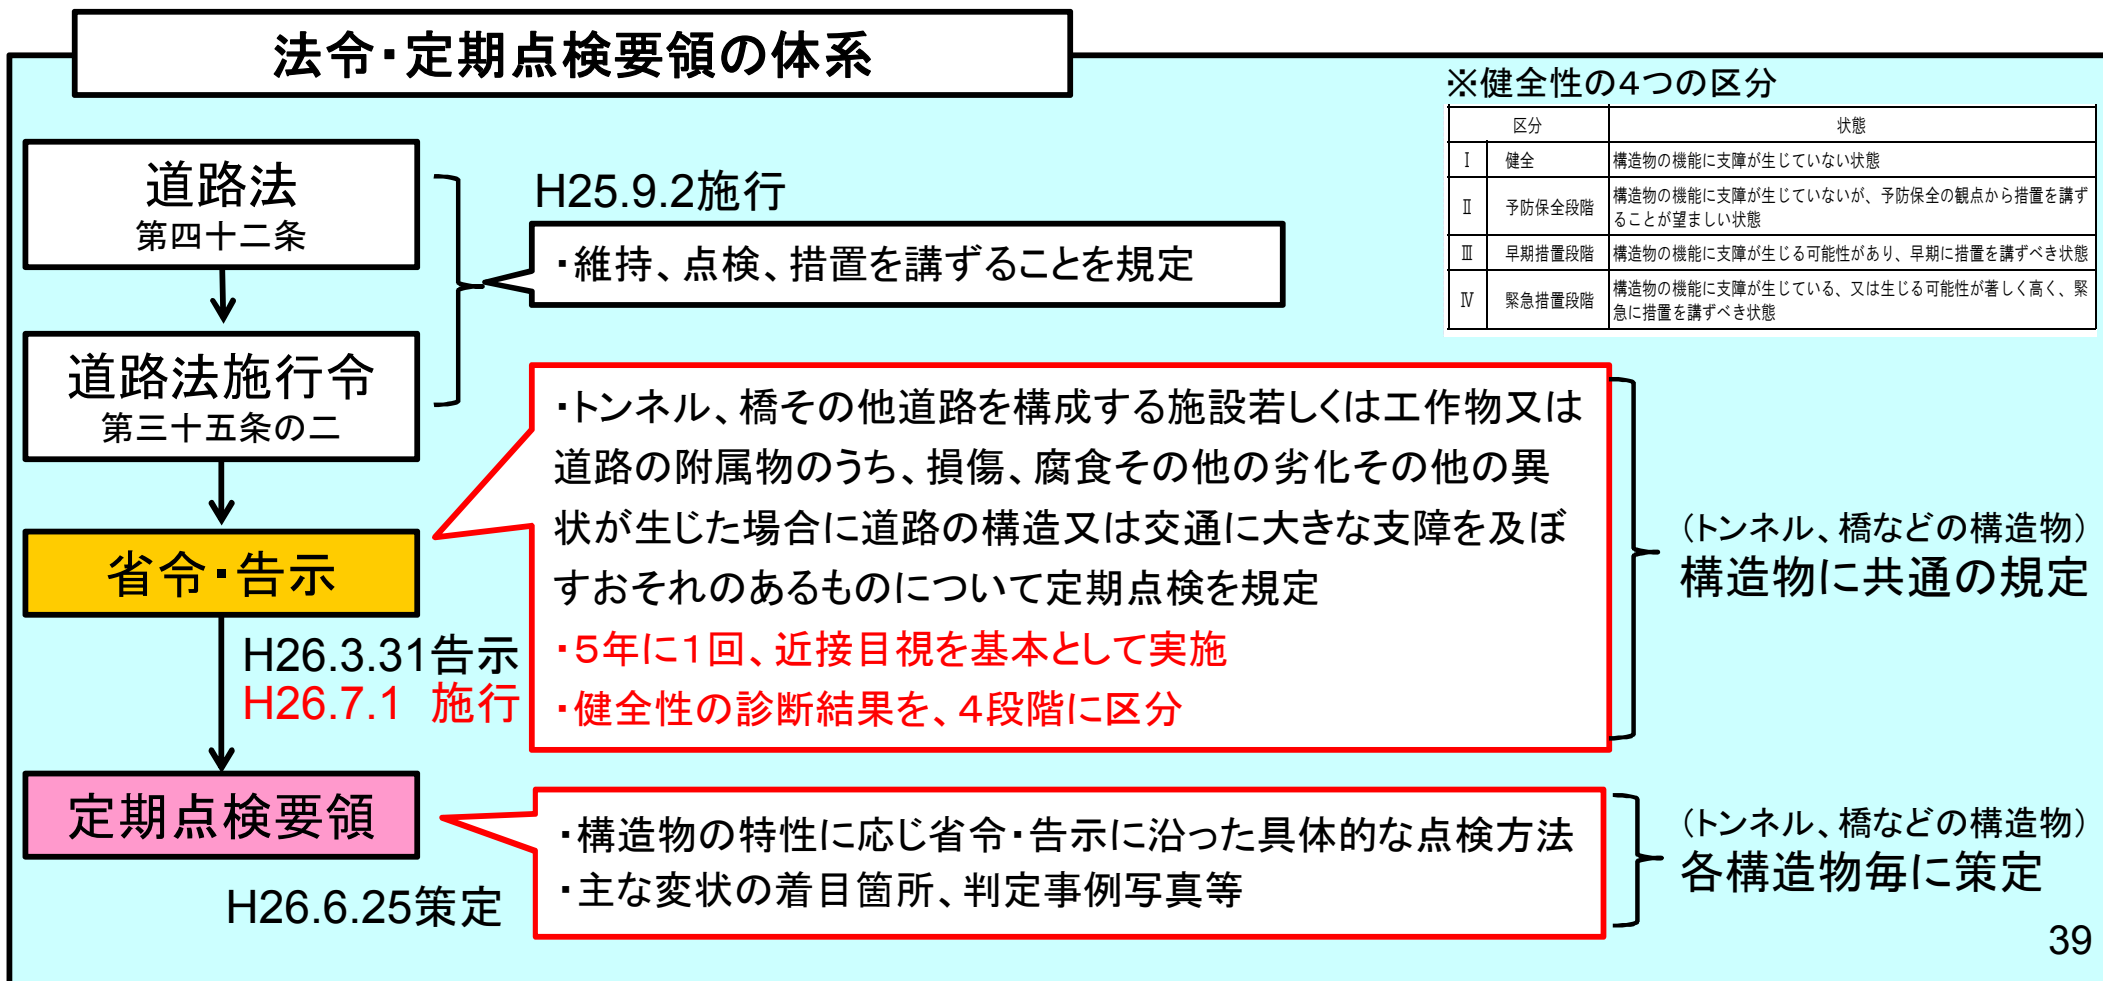 法令・定期点検要領の体系
※健全性の4つの区分
区分 状態
Ⅰ 健全 構造物の機能に支障が生じていない状態
Ⅱ 予防保全段階 構造物の機能に支障が生じていないが、予防保全の観点から措置を講ず
ることが望ましい状態
Ⅲ 早期措置段階 構造物の機能に支障が生じる可能性があり、早期に措置を講ずべき状態
Ⅳ 緊急措置段階 構造物の機能に支障が生じている、又は生じる可能性が著しく高く、緊
急に措置を講ずべき状態
道路法
第四十二条
H25.9.2施行
・維持、点検、措置を講ずることを規定
道路法施行令
第三十五条の二
省令・告示
H26.3.31告示
H26.7.1 施行
・トンネル、橋その他道路を構成する施設若しくは工作物又は
道路の附属物のうち、損傷、腐食その他の劣化その他の異
状が生じた場合に道路の構造又は交通に大きな支障を及ぼ
すおそれのあるものについて定期点検を規定
・5年に1回、近接目視を基本として実施
・健全性の診断結果を、4段階に区分
（トンネル、橋などの構造物）
構造物に共通の規定
定期点検要領
H26.6.25策定
・構造物の特性に応じ省令・告示に沿った具体的な点検方法
・主な変状の着目箇所、判定事例写真等
（トンネル、橋などの構造物）
各構造物毎に策定
39